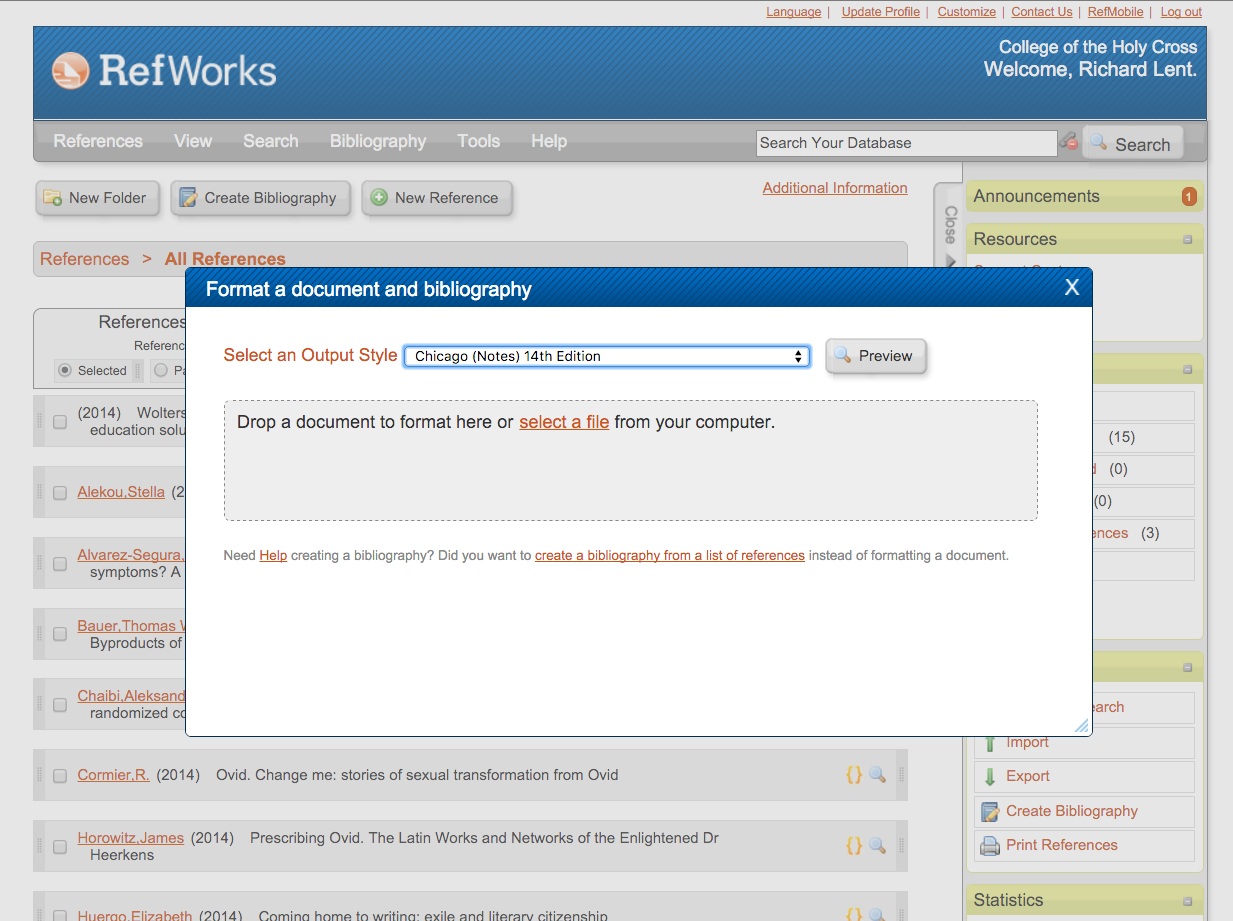 Language | Update Profile | Customize | Contact Us | RefMobile | Log out
RefWorks
College of the Holy Cross
Welcome, Richard Lent.
References View Search Bibliography Tools Help
Search Your Database
Search
New Folder
Create Bibliography
New Reference
Additional Information
Close
References > All References
Format a document and bibliography
X
Select an Output Style
Chicago (Notes) 14th Edition
Preview
Drop a document to format here or select a file from your computer.
Need Help creating a bibliography? Did you want to create a bibliography from a list of references instead of formatting a document.
References
Selected
(2014) Wolters
education
Alekou,Stella
Alvarez-Segura,
symptoms? A
Bauer,Thomas
Byproducts of
Chaibi,Aleksand
randomized
Cormier,R. (2014) Ovid. Change me: stories of sexual transformation from Ovid
{}
Horowitz,James (2014) Prescribing Ovid. The Latin Works and Networks of the Enlightened Dr
Heerkens
{}
Huergo,Elizabeth (2014) Coming home to writing: exile and literary citizenship
{}
Announcements
1
Resources
(15)
(0)
(0)
ences (3)
earch
Import
Export
Create Bibliography
Print References
Statistics